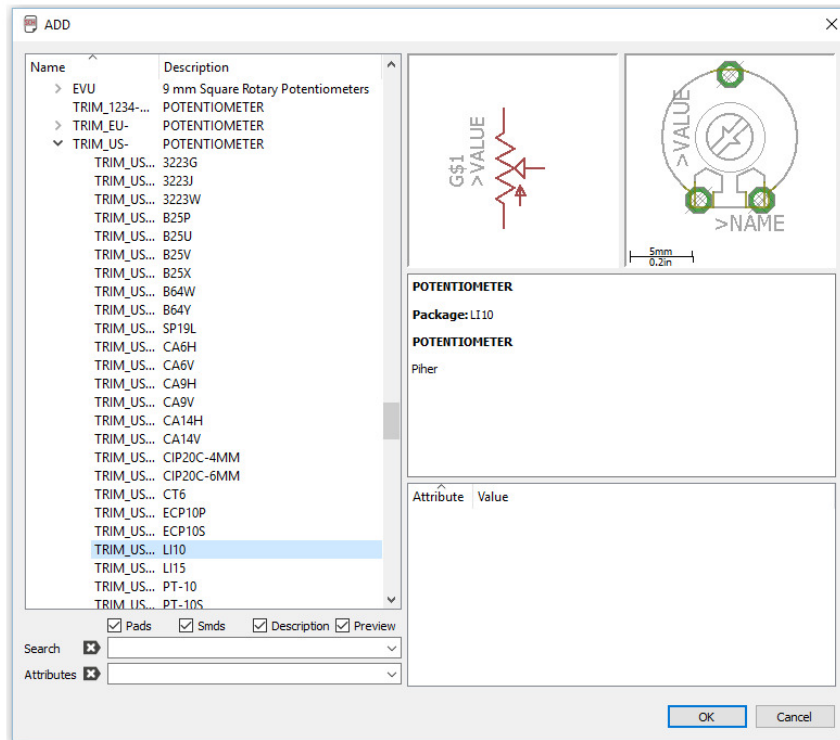 ADD
Name Description
EVU 9 mm Square Rotary Potentiometers
TRIM_1234-... POTENTIOMETER
TRIM_EU- POTENTIOMETER
TRIM_US- POTENTIOMETER
TRIM_US... 3223G
TRIM_US... 3223J
TRIM_US... 3223W
TRIM_US... B25P
TRIM_US... B25U
TRIM_US... B25V
TRIM_US... B25X
TRIM_US... B64W
TRIM_US... B64Y
TRIM_US... SP19L
TRIM_US... CA6H
TRIM_US... CA6V
TRIM_US... CA9H
TRIM_US... CA9V
TRIM_US... CA14H
TRIM_US... CA14V
TRIM_US... CIP20C-4MM
TRIM_US... CIP20C-6MM
TRIM_US... CT6
TRIM_US... ECP10P
TRIM_US... ECP10S
TRIM_US... LI10
TRIM_US... LI15
TRIM_US... PT-10
TRIM_US... PT-10S
Pads Smds Description Preview
Search
Attributes
G$1
>VALUE
>VALUE
>NAME
5mm
0.2in
POTENTIOMETER
Package: LI10
POTENTIOMETER
Piher
Attribute Value
OK Cancel